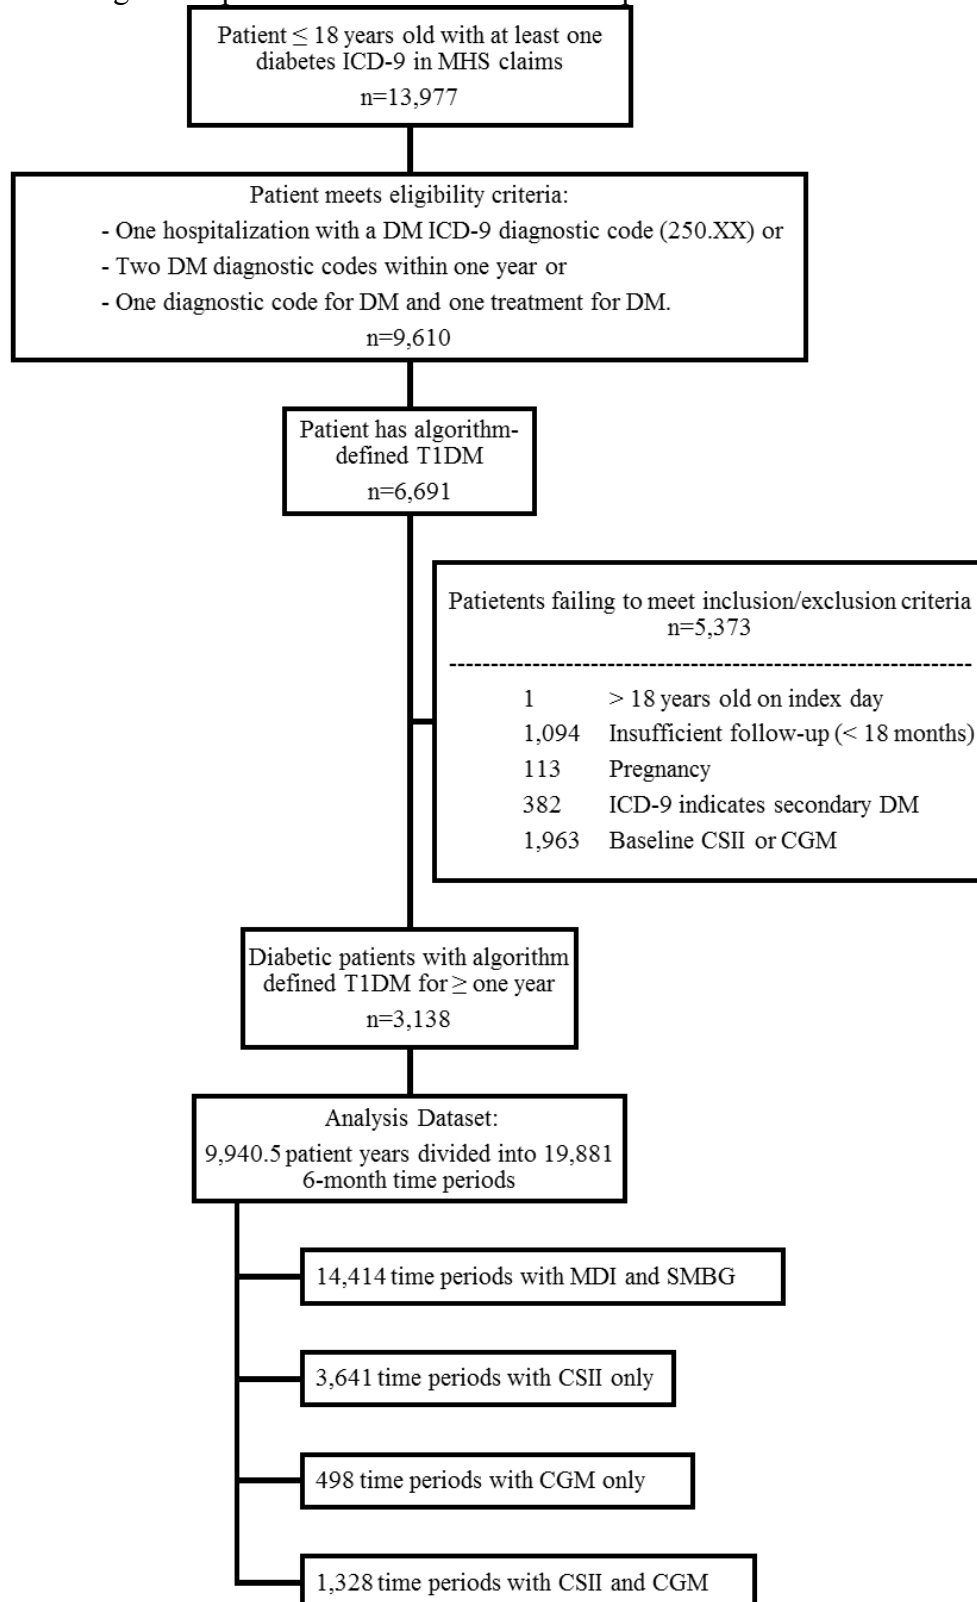 Patient ≤ 18 years old with at least one
diabetes ICD-9 in MHS claims
n=13,977
Patient meets eligibility criteria:
- One hospitalization with a DM ICD-9 diagnostic code (250.XX) or
- Two DM diagnostic codes within one year or
- One diagnostic code for DM and one treatment for DM.
n=9,610
Patient has algorithm-
defined T1DM
n=6,691
Patietents failing to meet inclusion/exclusion criteria
n=5,373
--------------------------------------------------------------
1 > 18 years old on index day
1,094 Insufficient follow-up (< 18 months)
113 Pregnancy
382 ICD-9 indicates secondary DM
1,963 Baseline CSII or CGM
Diabetic patients with algorithm
defined T1DM for ≥ one year
n=3,138
Analysis Dataset:
9,940.5 patient years divided into 19,881
6-month time periods
14,414 time periods with MDI and SMBG
3,641 time periods with CSII only
498 time periods with CGM only
1,328 time periods with CSII and CGM